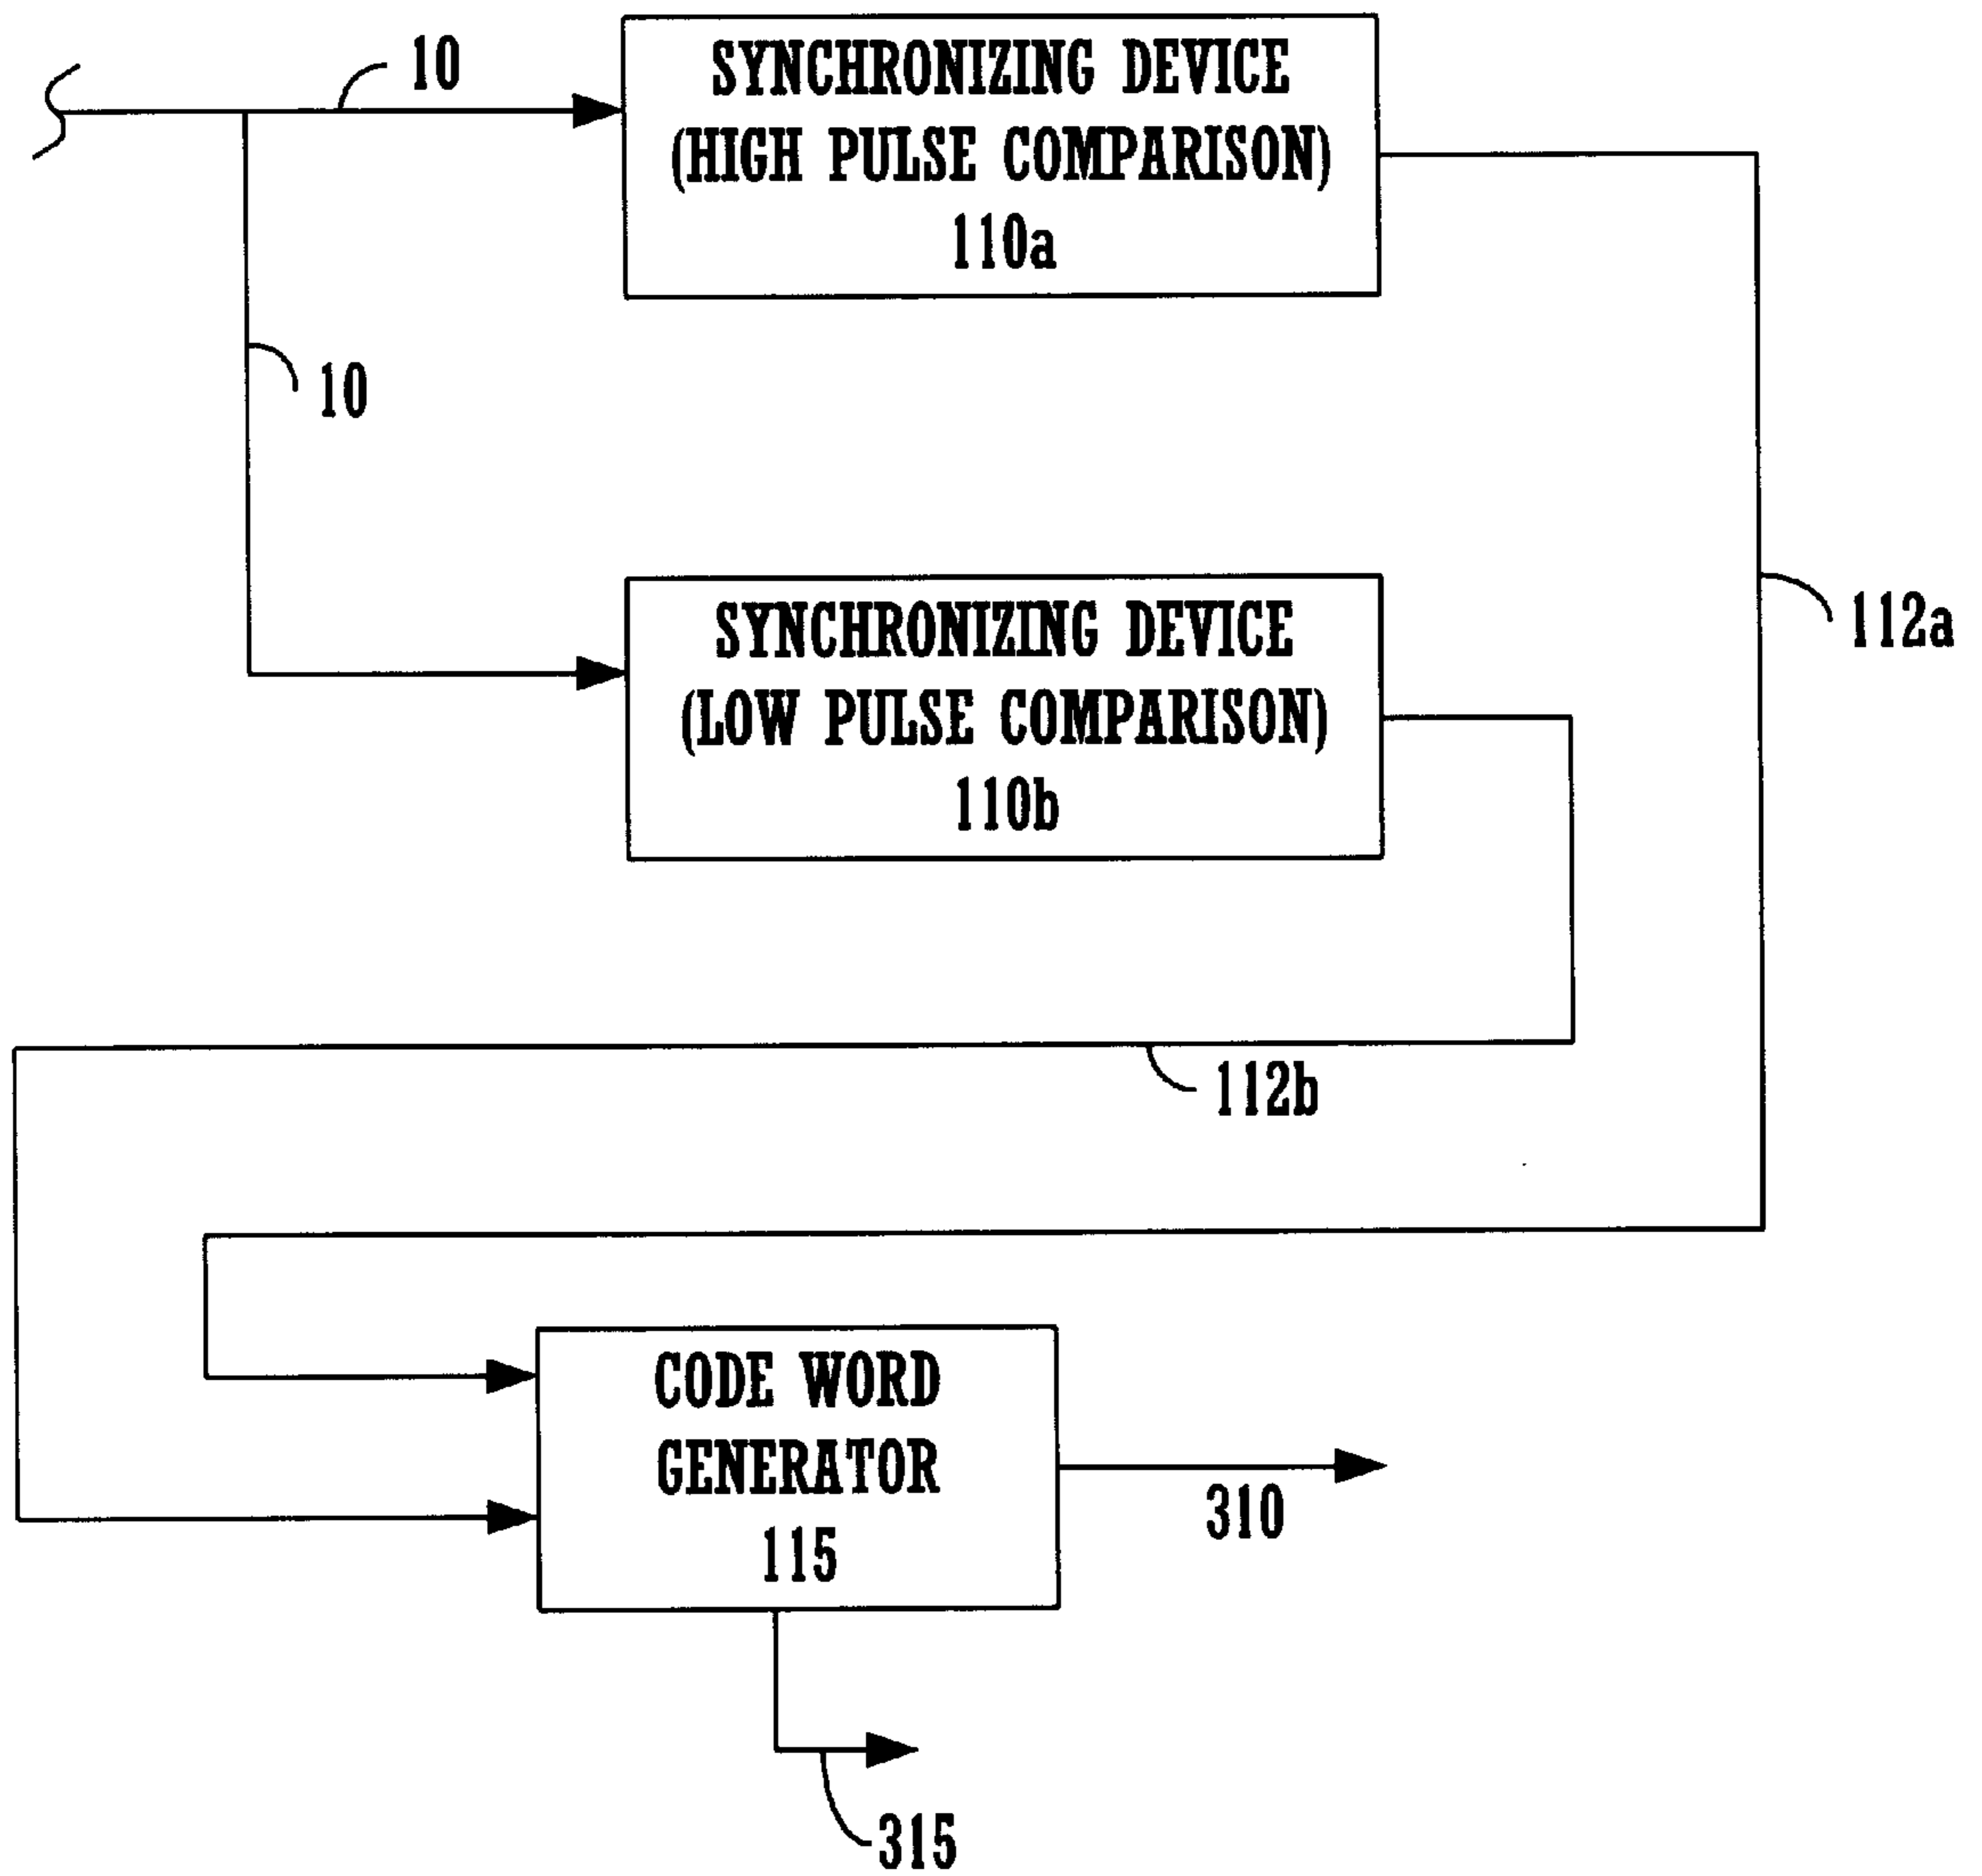 10
SYNCHRONIZING DEVICE
(HIGH PULSE COMPARISON)
110a
10
SYNCHRONIZING DEVICE
(LOW PULSE COMPARISON)
110b
112a
112b
CODE WORD
GENERATOR
115
310
315